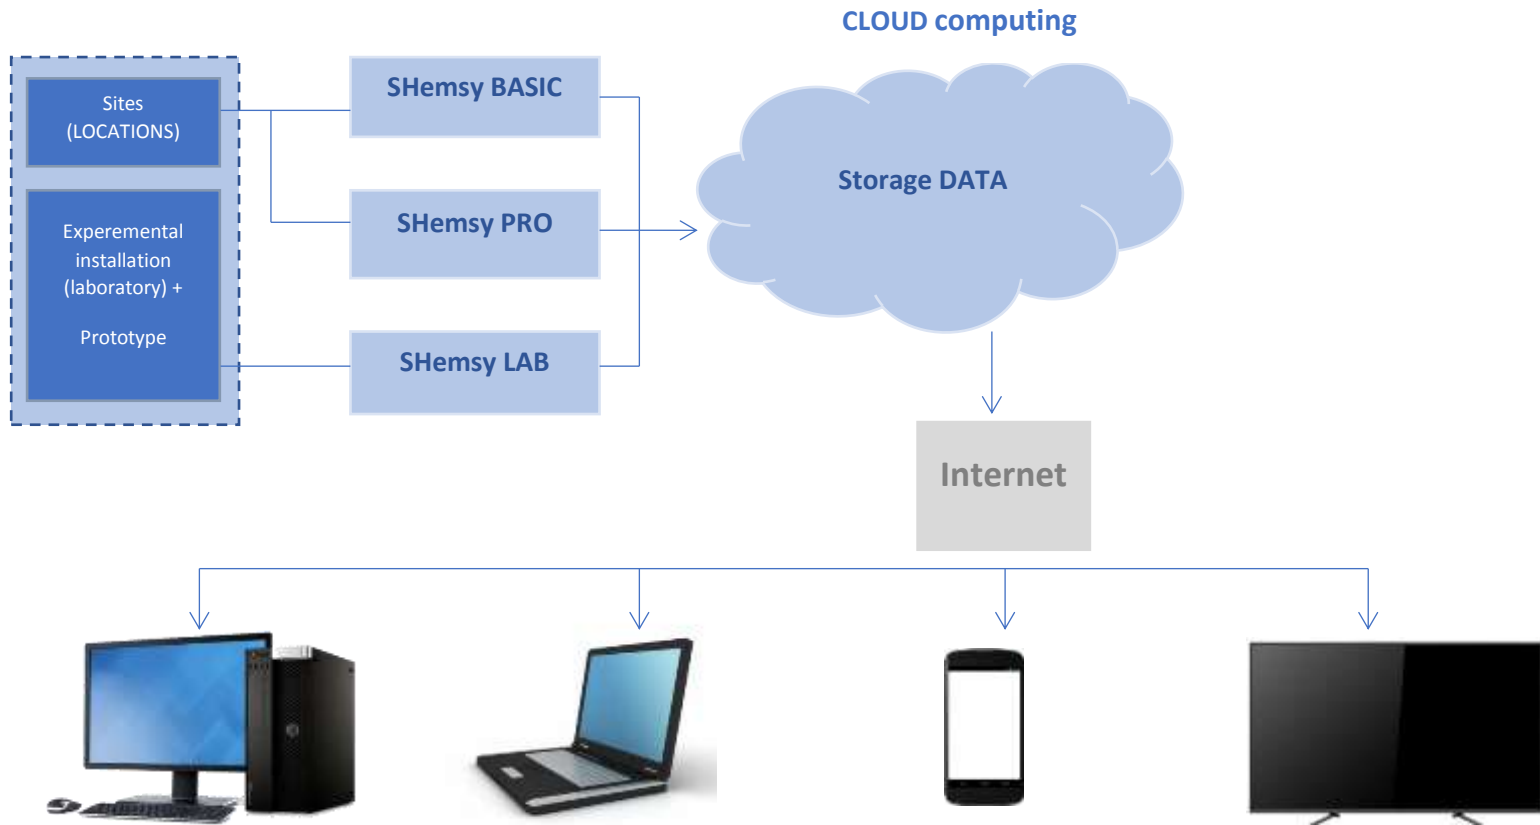 CLOUD computing
Sites
(LOCATIONS)
SHemsy BASIC
Storage DATA
Experemental
installation
(laboratory) +
Prototype
SHemsy PRO
SHemsy LAB
Internet